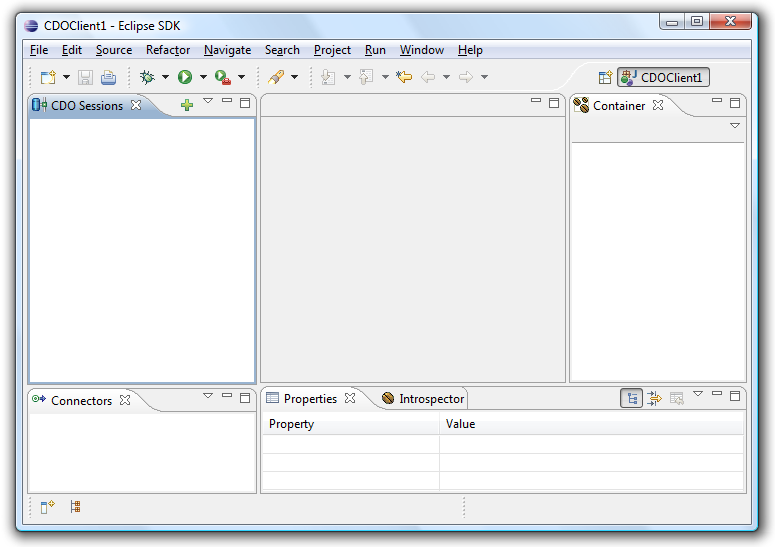 CDOClient1 - Eclipse SDK
File Edit Source Refactor Navigate Search Project Run Window Help
CDOClient1
CDO Sessions
Container
Connectors
Properties Introspector
Property Value